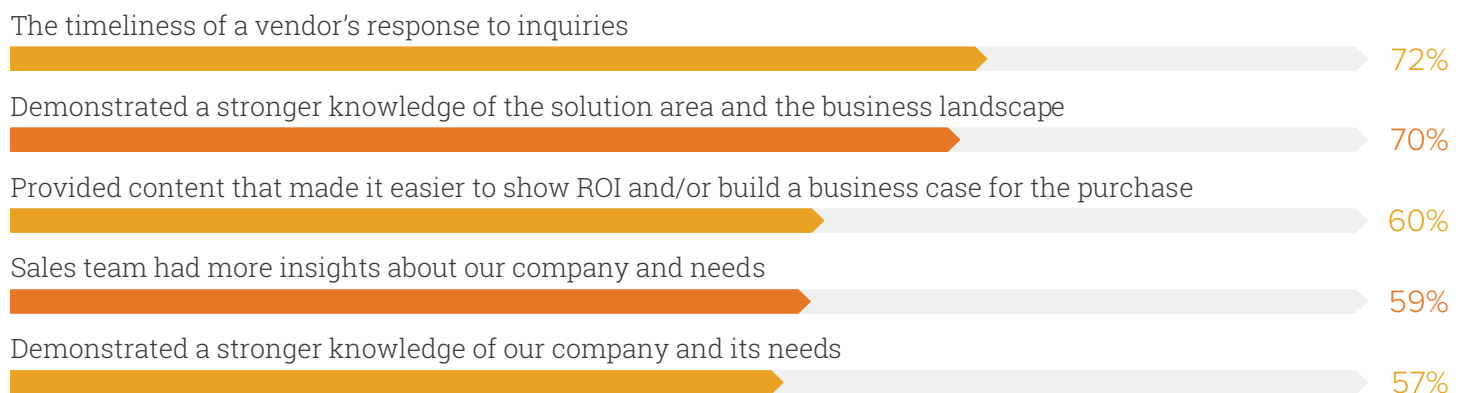 The timeliness of a vendor’s response to inquiries
72%
Demonstrated a stronger knowledge of the solution area and the business landscape
70%
Provided content that made it easier to show ROI and/or build a business case for the purchase
60%
Sales team had more insights about our company and needs
59%
Demonstrated a stronger knowledge of our company and its needs
57%